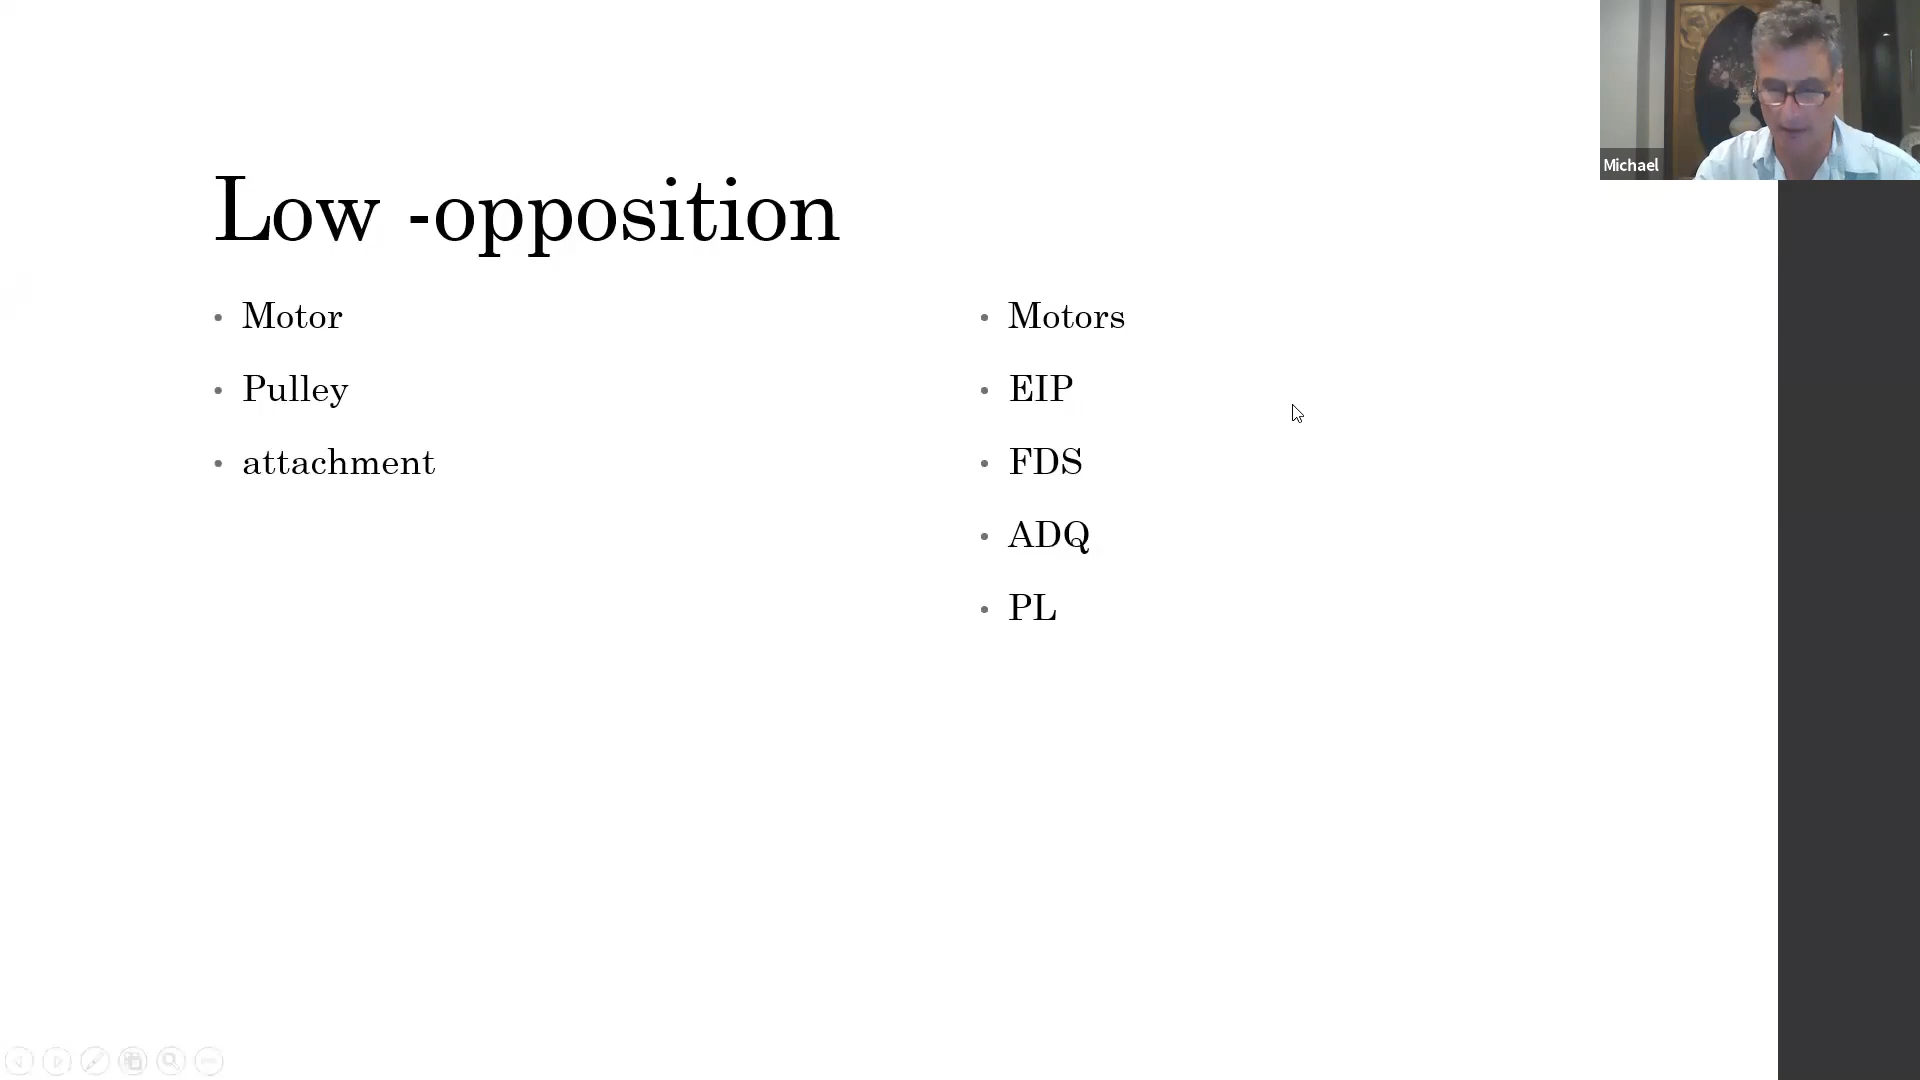 Michael
Low -opposition
Motor
Pulley
attachment
Motors
EIP
FDS
ADQ
PL